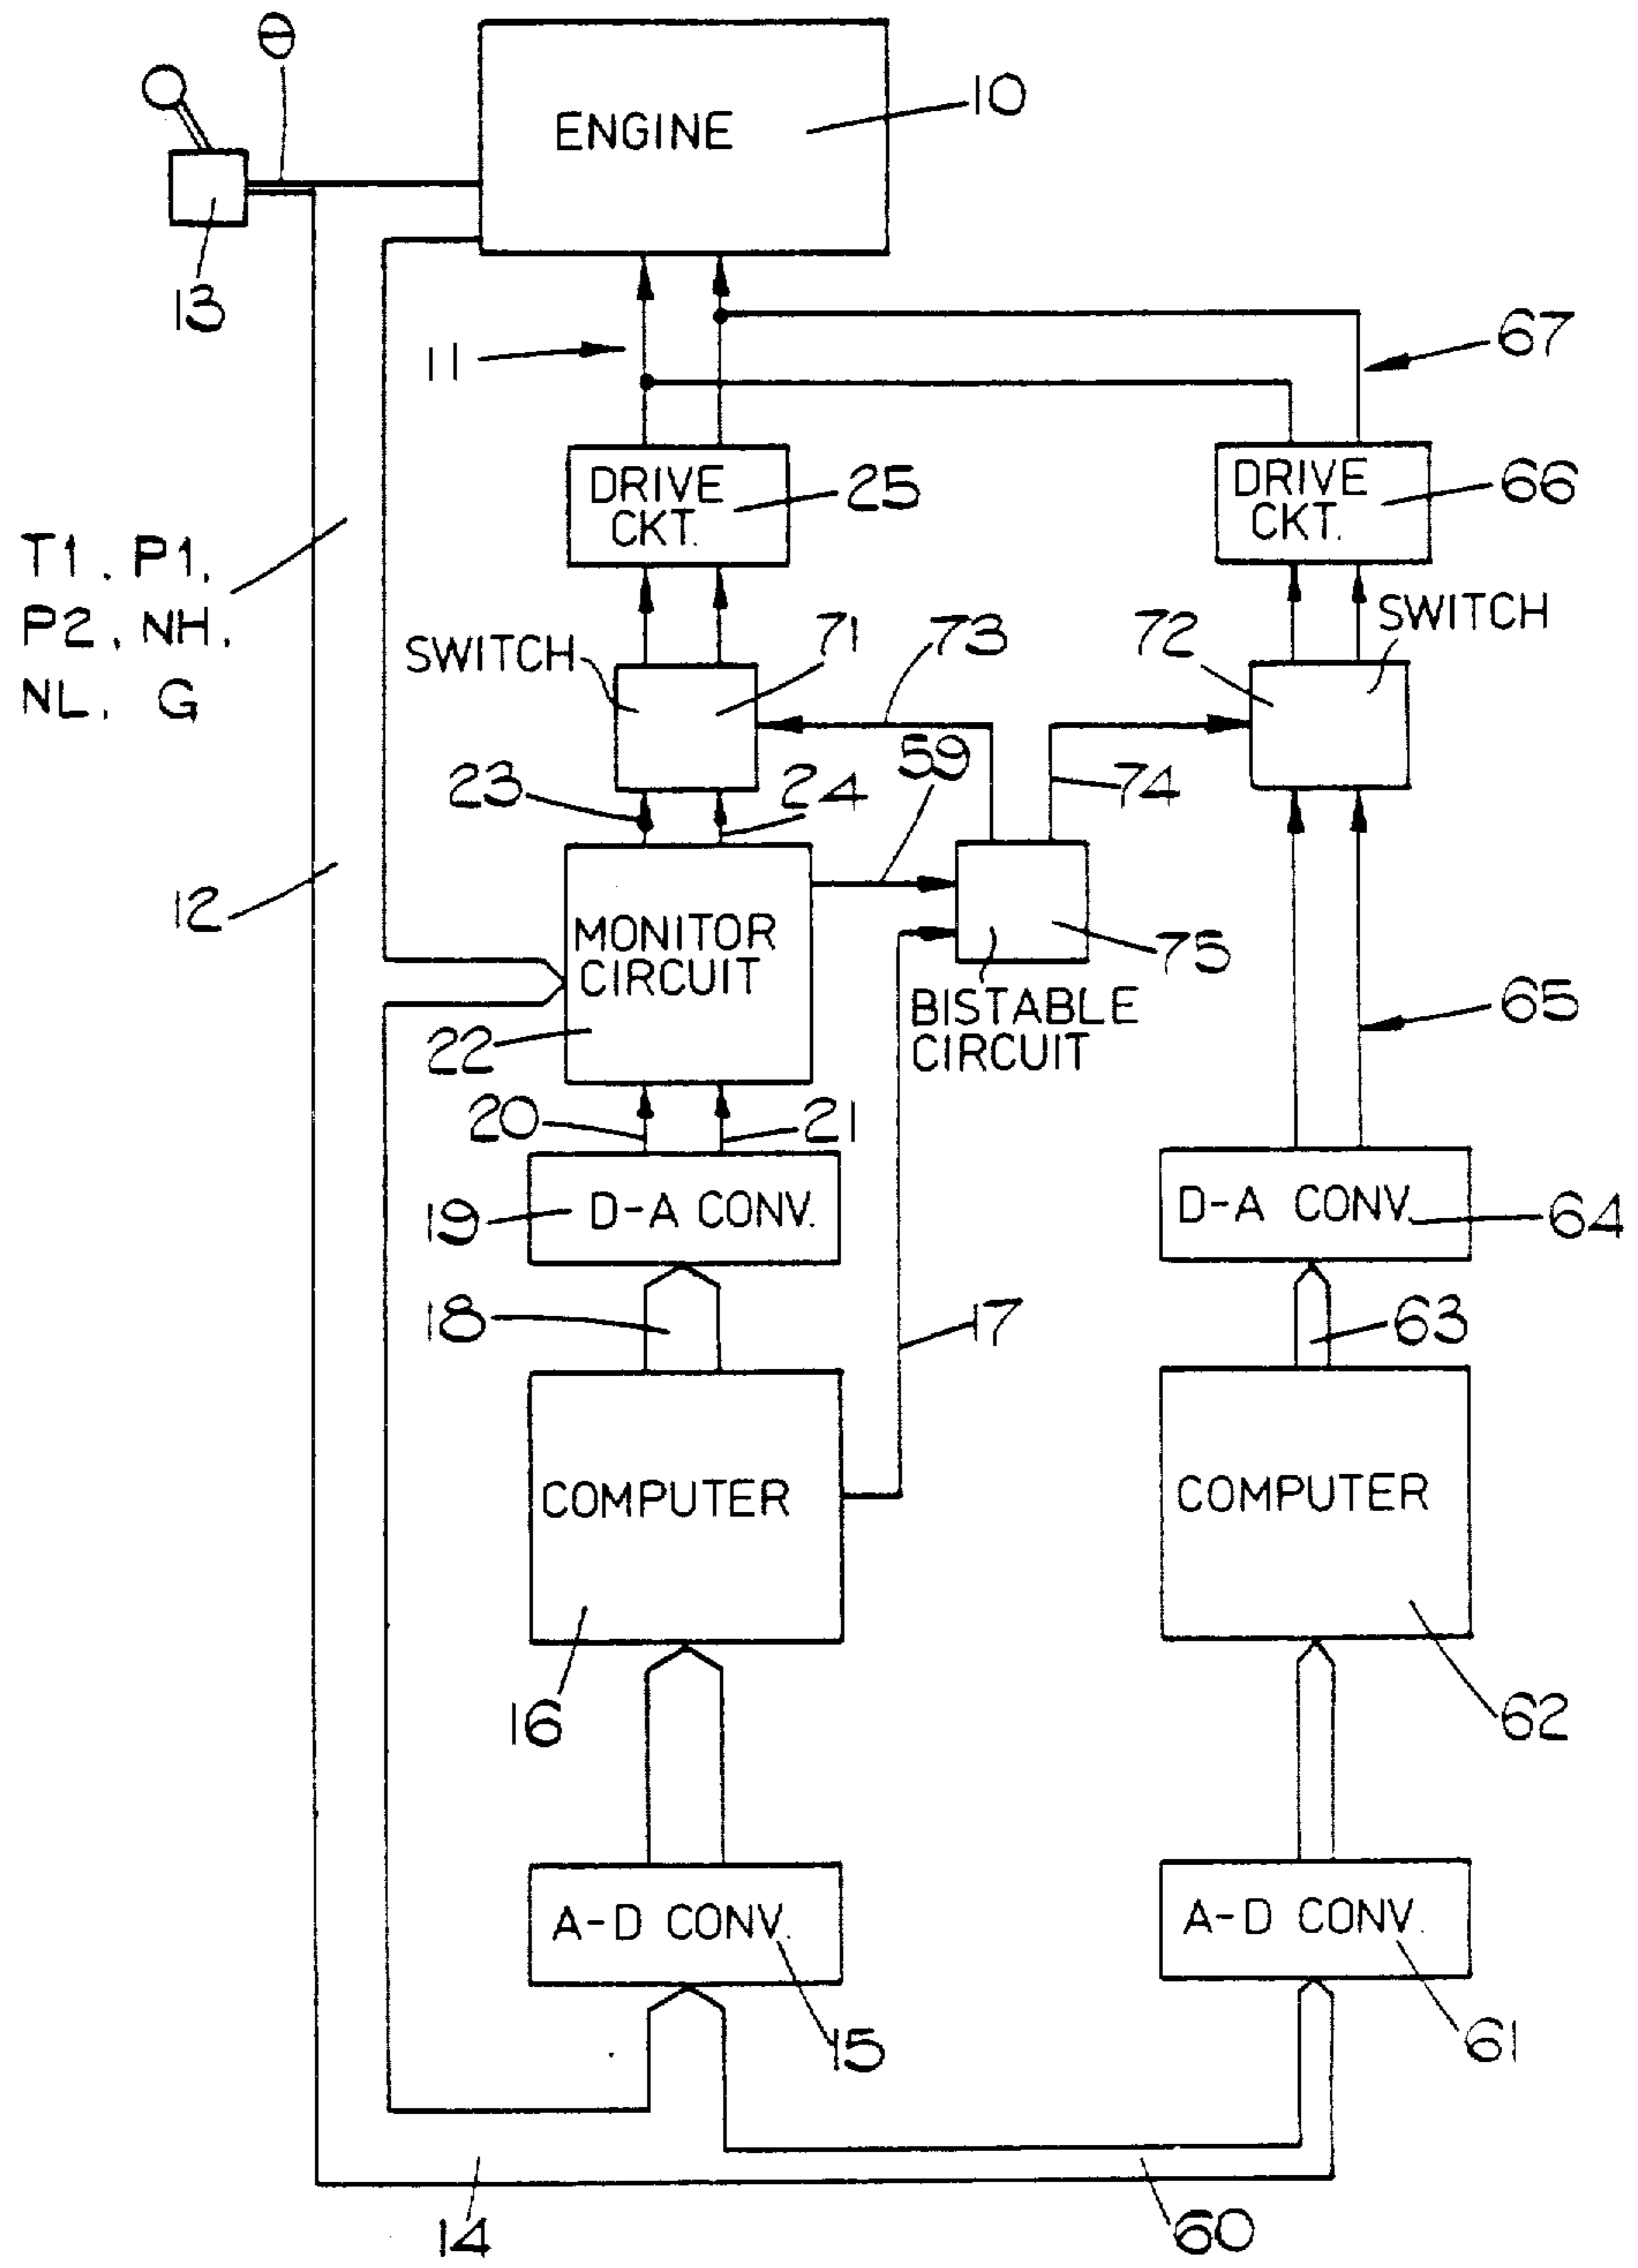 θ
ENGINE
10
13
11
67
DRIVE
CKT.
25
DRIVE
CKT.
66
T1, P1,
P2, NH,
NL, G
SWITCH
71
73
72
SWITCH
23
24
59
74
12
MONITOR
CIRCUIT
22
75
BISTABLE
CIRCUIT
65
20
21
19
D-A CONV.
D-A CONV.
64
18
17
63
COMPUTER
COMPUTER
16
62
A-D CONV.
A-D CONV.
15
61
14
60